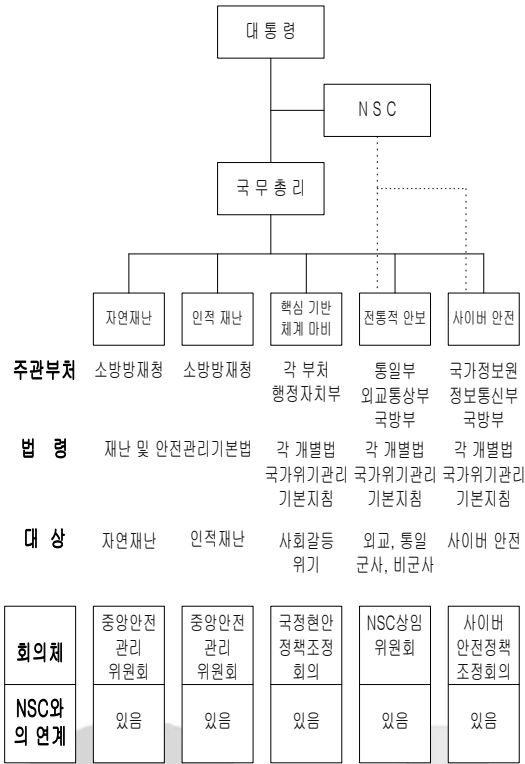 대 통 령
N S C
국 무 총 리
자연재난 인적 재난 핵심 기반 전통적 안보 사이버 안전
체계 마비
주관부처 소방방재청 소방방재청 각 부처 통일부 국가정보원
행정자치부 외교통상부 정보통신부
국방부 국방부
법 령 재난 및 안전관리기본법 각 개별법 각 개별법 각 개별법
국가위기관리 국가위기관리 국가위기관리
기본지침 기본지침 기본지침
대 상 자연재난 인적재난 사회갈등 외교, 통일 사이버 안전
위기 군사, 비군사
회의체 중앙안전 중앙안전 국정현안 NSC상임 사이버
관리 관리 정책조정 위원회 안전정책
위원회 위원회 회의 조정회의
NSC와 있음 있음 있음 있음 있음
의 연계